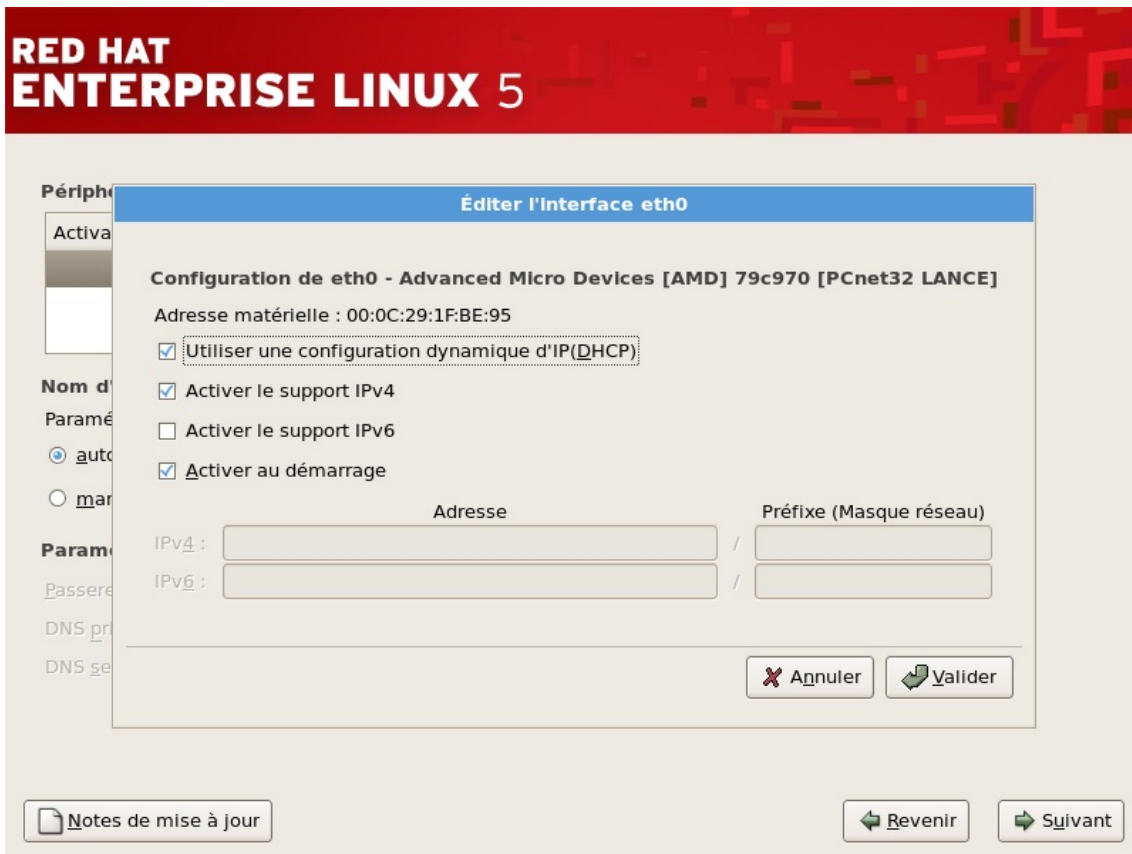 RED HAT
ENTERPRISE LINUX 5
Éditer l'interface eth0
Configuration de eth0 - Advanced Micro Devices [AMD] 79c970 [PCnet32 LANCE]
Adresse matérielle : 00:0C:29:1F:BE:95
Utiliser une configuration dynamique d'IP(DHCP)
Activer le support IPv4
Activer le support IPv6
Activer au démarrage
Adresse Préfixe (Masque réseau)
IPv4 : /
IPv6 : /
Nom d'
DNS
DNS
Annuler Valider
Notes de mise à jour Revenir Suivant